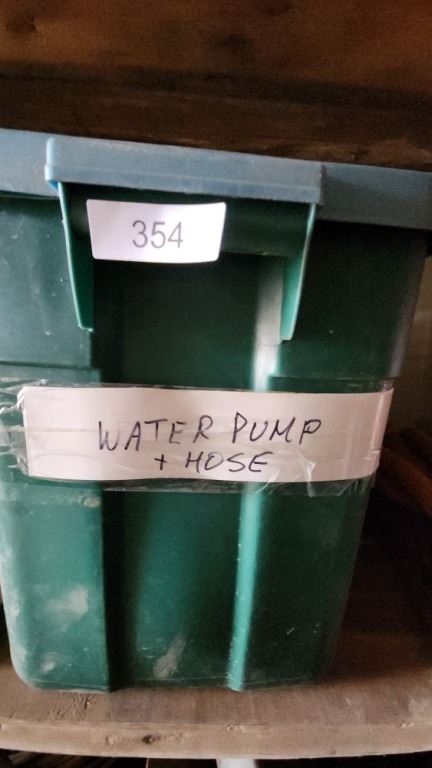 354
WATER PUMP
+ HOSE